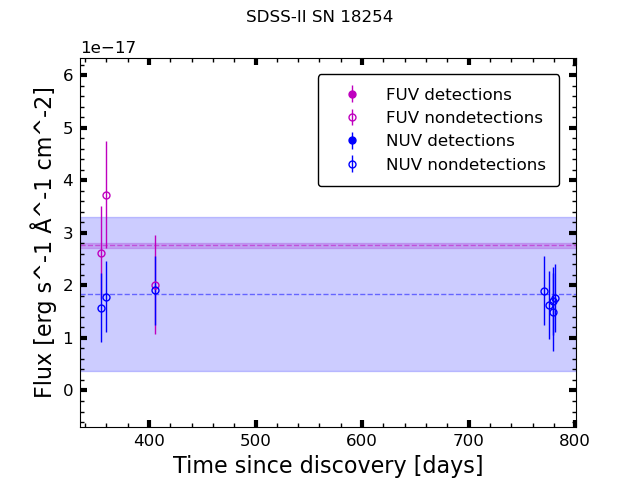 SDSS-II SN 18254
1e−17
FUV detections
FUV nondetections
NUV detections
NUV nondetections
6
5
4
3
2
1
0
Flux [erg s^-1 Å^-1 cm^-2]
400 500 600 700 800
Time since discovery [days]